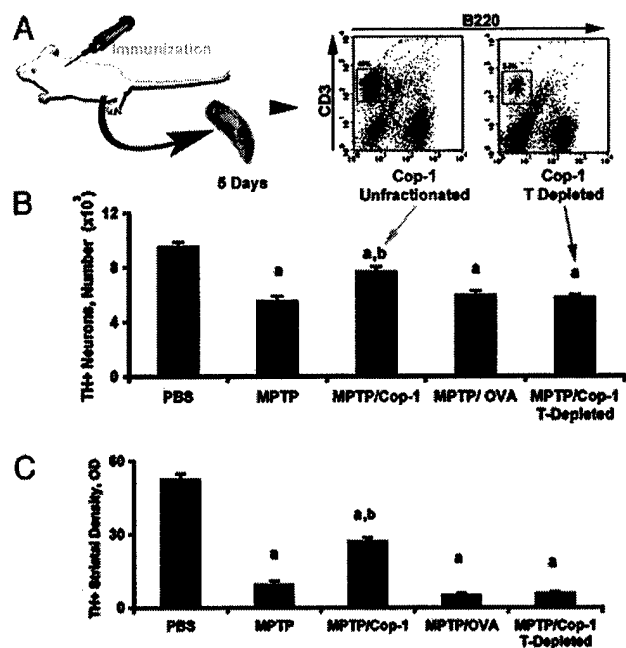 A
Immunization
5 Days
B220
CD3
Cop-1
Unfractionated
Cop-1
T Depleted
B
TH+ Neurons, Number (x10³)
12
8
4
0
a
a,b
a
a
PBS
MPTP
MPTP/Cop-1
MPTP/ OVA
MPTP/Cop-1
T-Depleted
C
TH+ Striatal Density, OD
60
30
0
a
a,b
a
a
PBS
MPTP
MPTP/Cop-1
MPTP/OVA
MPTP/Cop-1
T-Depleted